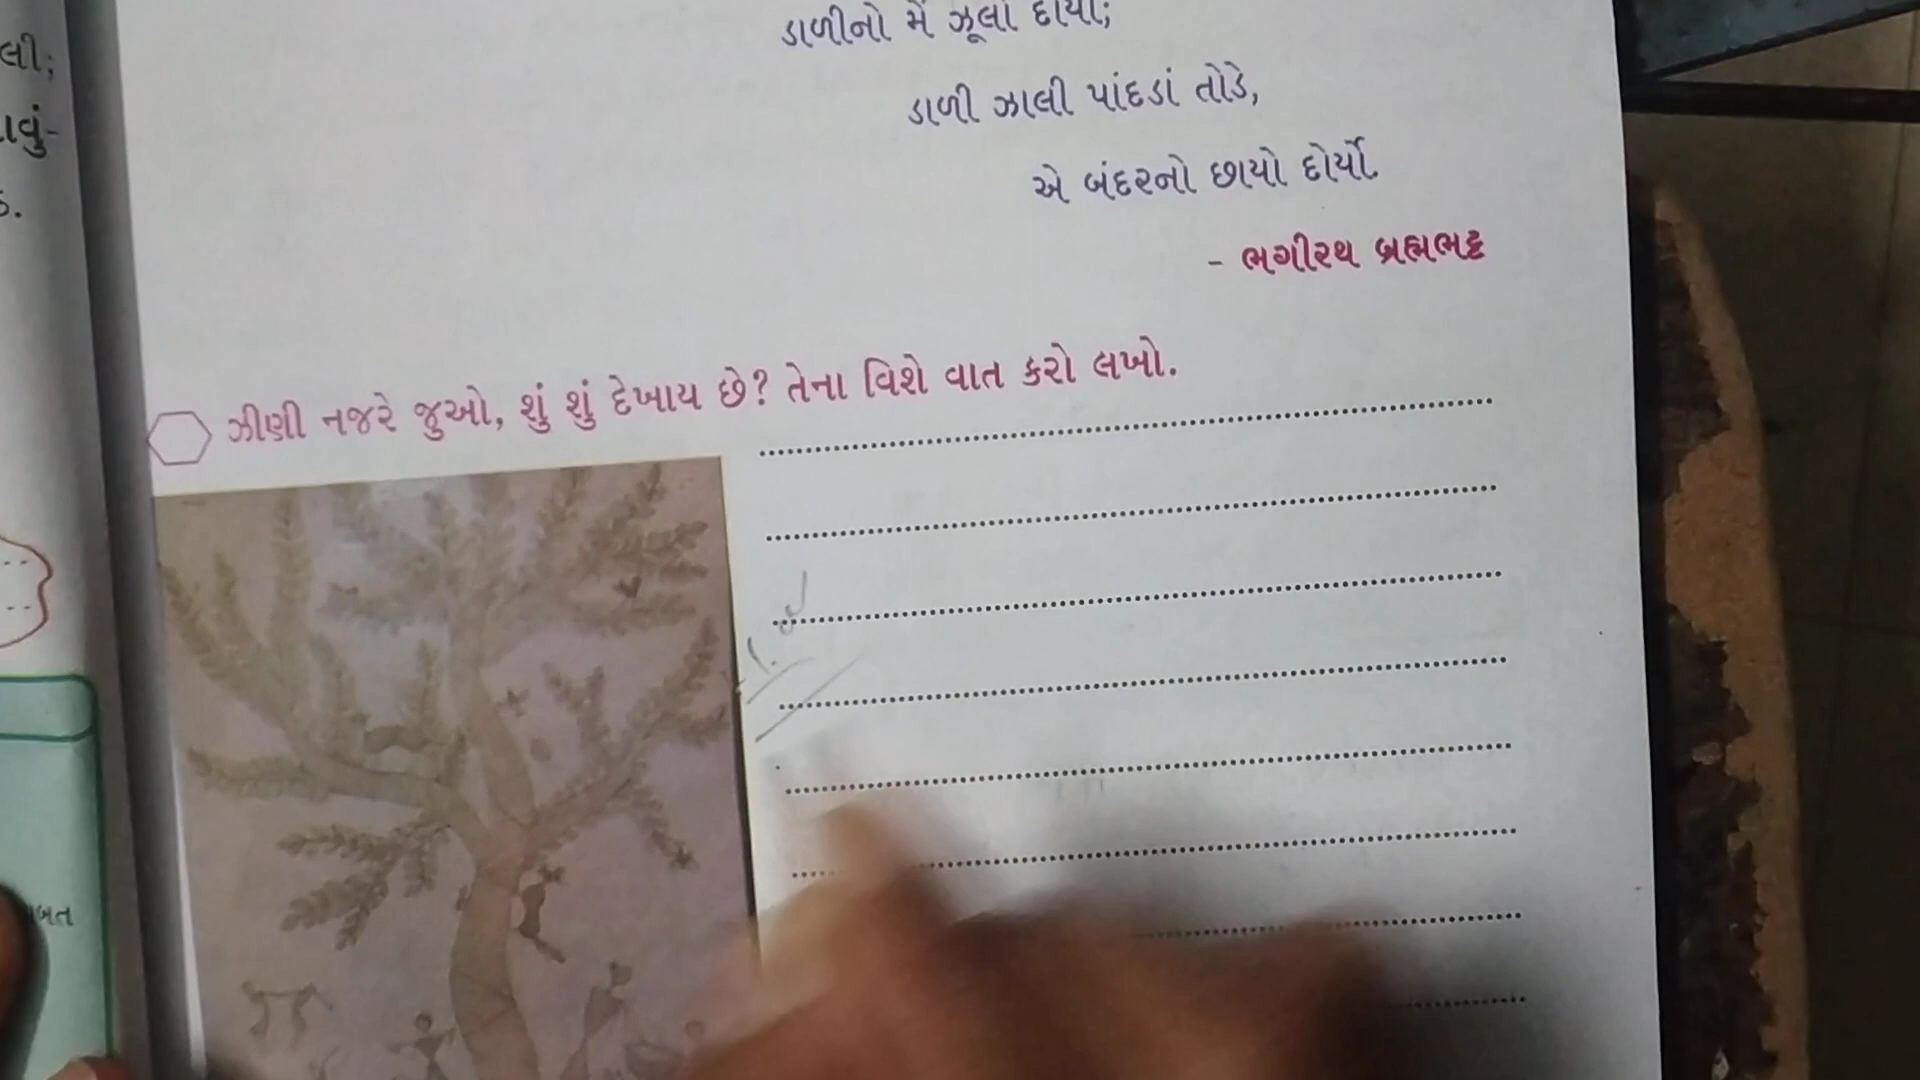 ડાળીનો મેં ઝૂલો દોર્યો;
ડાળી ઝાલી પાંદડાં તોડે,
એ બંદરનો છાયો દોર્યો.
- ભગીરથ બ્રહ્મભટ્ટ
ઝીણી નજરે જુઓ, શું શું દેખાય છે? તેના વિશે વાત કરો લખો.